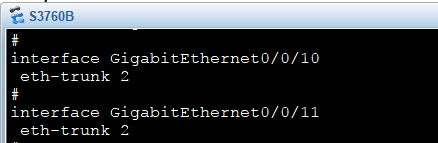 S3760B
#
interface GigabitEthernet0/0/10
 eth-trunk 2
#
interface GigabitEthernet0/0/11
 eth-trunk 2
#